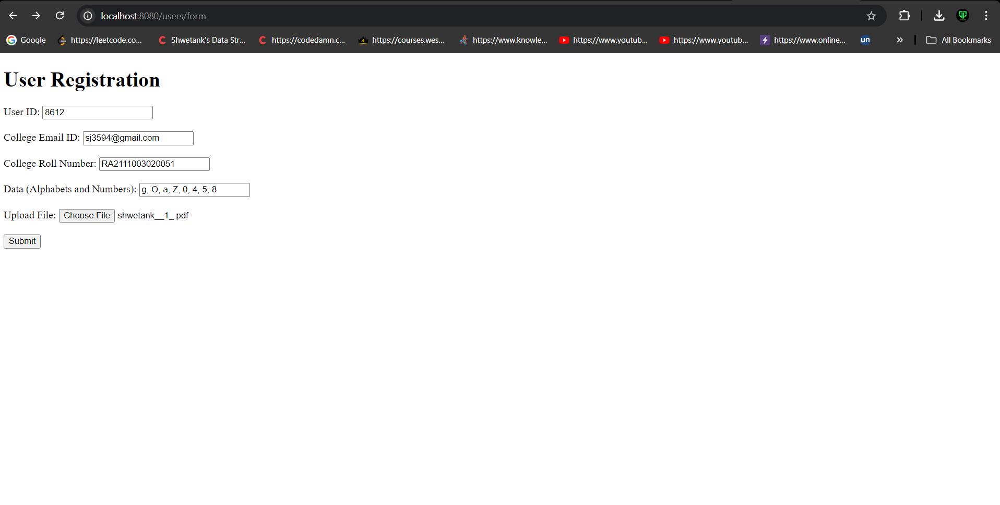 localhost:8080/users/form
Google https://leetcode.co... Shwetank's Data Str... https://codedamn.c... https://courses.wes... https://www.knowle... https://www.youtub... https://www.youtub... https://www.online... un » All Bookmarks
User Registration
User ID: 8612
College Email ID: sj3594@gmail.com
College Roll Number: RA2111003020051
Data (Alphabets and Numbers): g, O, a, Z, 0, 4, 5, 8
Upload File: Choose File shwetank__1_.pdf
Submit